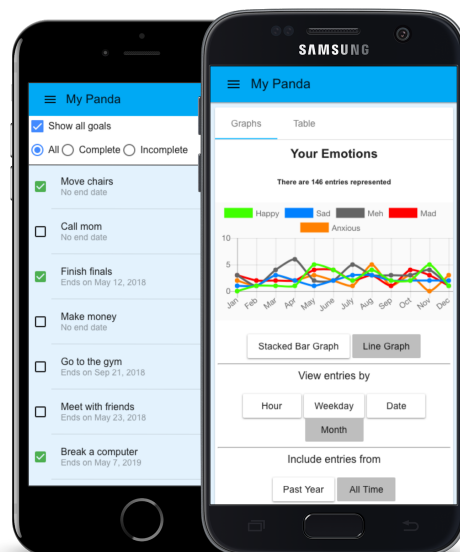 My Panda
Show all goals
All Complete Incomplete
Move chairs
No end date
Call mom
No end date
Finish finals
Ends on May 12, 2018
Make money
No end date
Go to the gym
Ends on Sep 21, 2018
Meet with friends
Ends on May 23, 2018
Break a computer
Ends on May 7, 2019
SAMSUNG
My Panda
Graphs Table
Your Emotions
There are 146 entries represented
Happy Sad Meh Mad
Anxious
10
5
0
Jan Feb Mar Apr May June July Aug Sep Oct Nov Dec
Stacked Bar Graph Line Graph
View entries by
Hour Weekday Date
Month
Include entries from
Past Year All Time